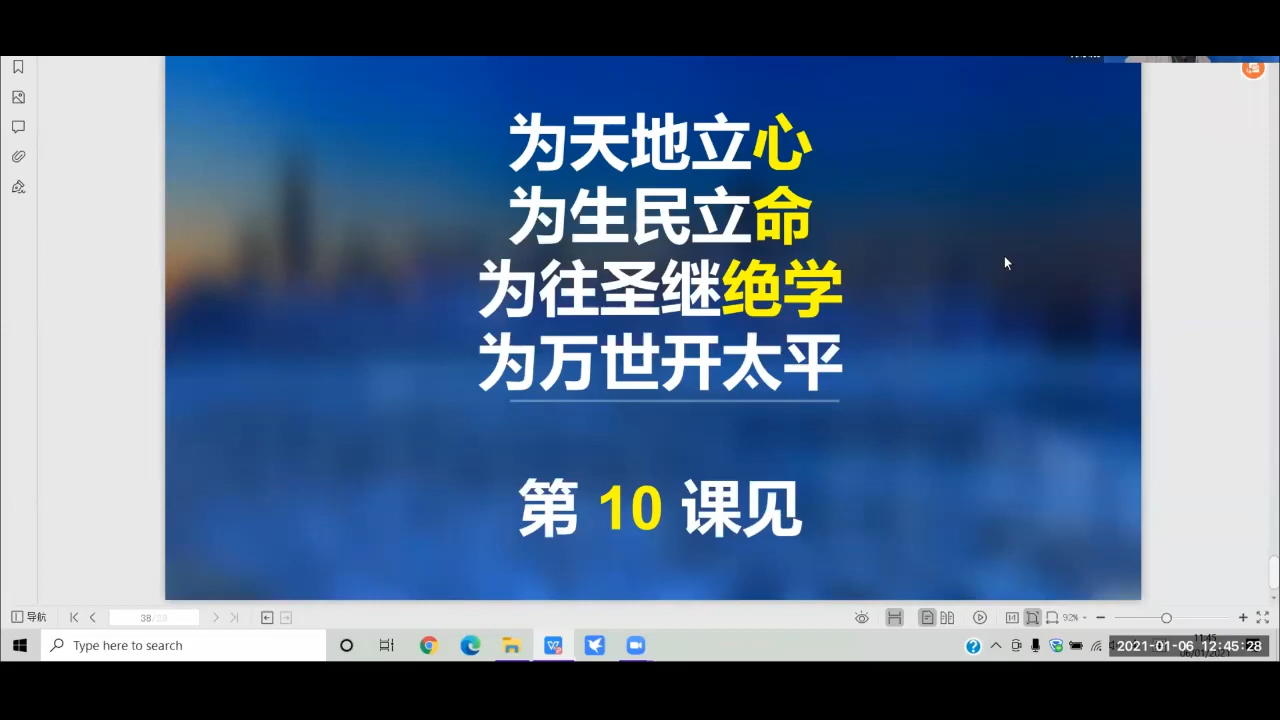 为天地立心
为生民立命
为往圣继绝学
为万世开太平
第 10 课见
导航
38
92%
Type here to search
2021-01-06 12:45:28